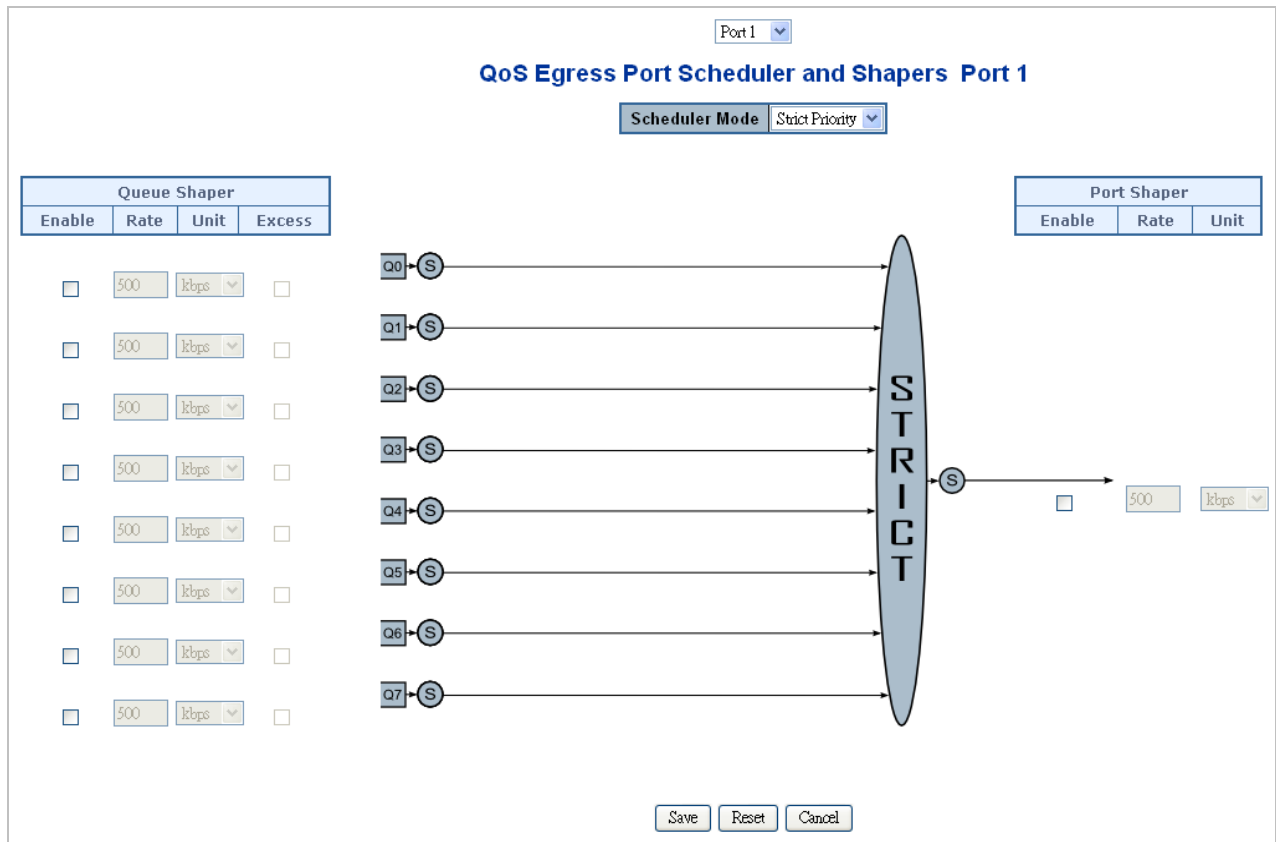 Port 1
QoS Egress Port Scheduler and Shapers Port 1
Scheduler Mode Strict Priority
Queue Shaper
Enable Rate Unit Excess
Port Shaper
Enable Rate Unit
500 kbps
Q0 S
500 kbps
Q1 S
500 kbps
Q2 S
500 kbps
Q3 S
500 kbps
Q4 S
500 kbps
Q5 S
500 kbps
Q6 S
500 kbps
Q7 S
STRICT
S
500 kbps
Save Reset Cancel